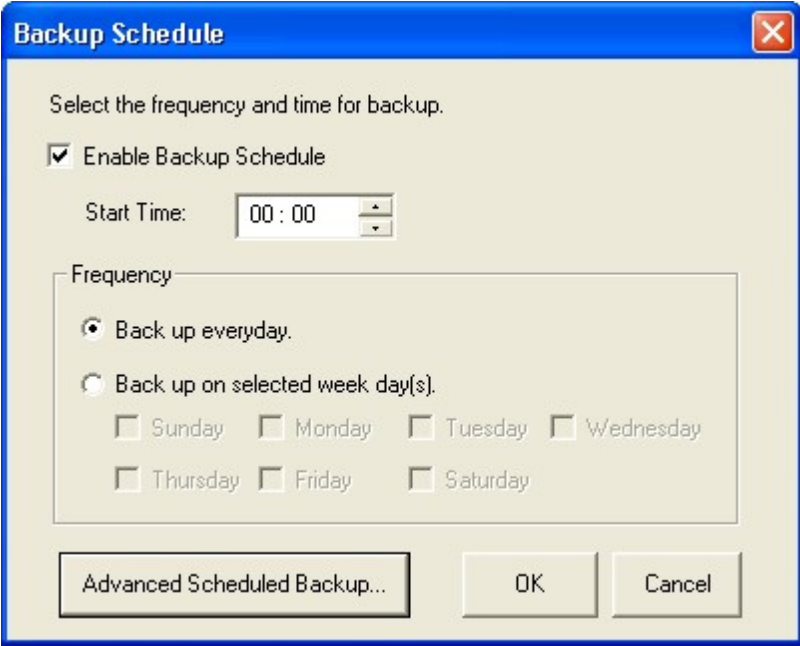 Backup Schedule
Select the frequency and time for backup.
Enable Backup Schedule
Start Time: 00 : 00
Frequency
Back up everyday.
Back up on selected week day(s).
Sunday Monday Tuesday Wednesday
Thursday Friday Saturday
Advanced Scheduled Backup... OK Cancel